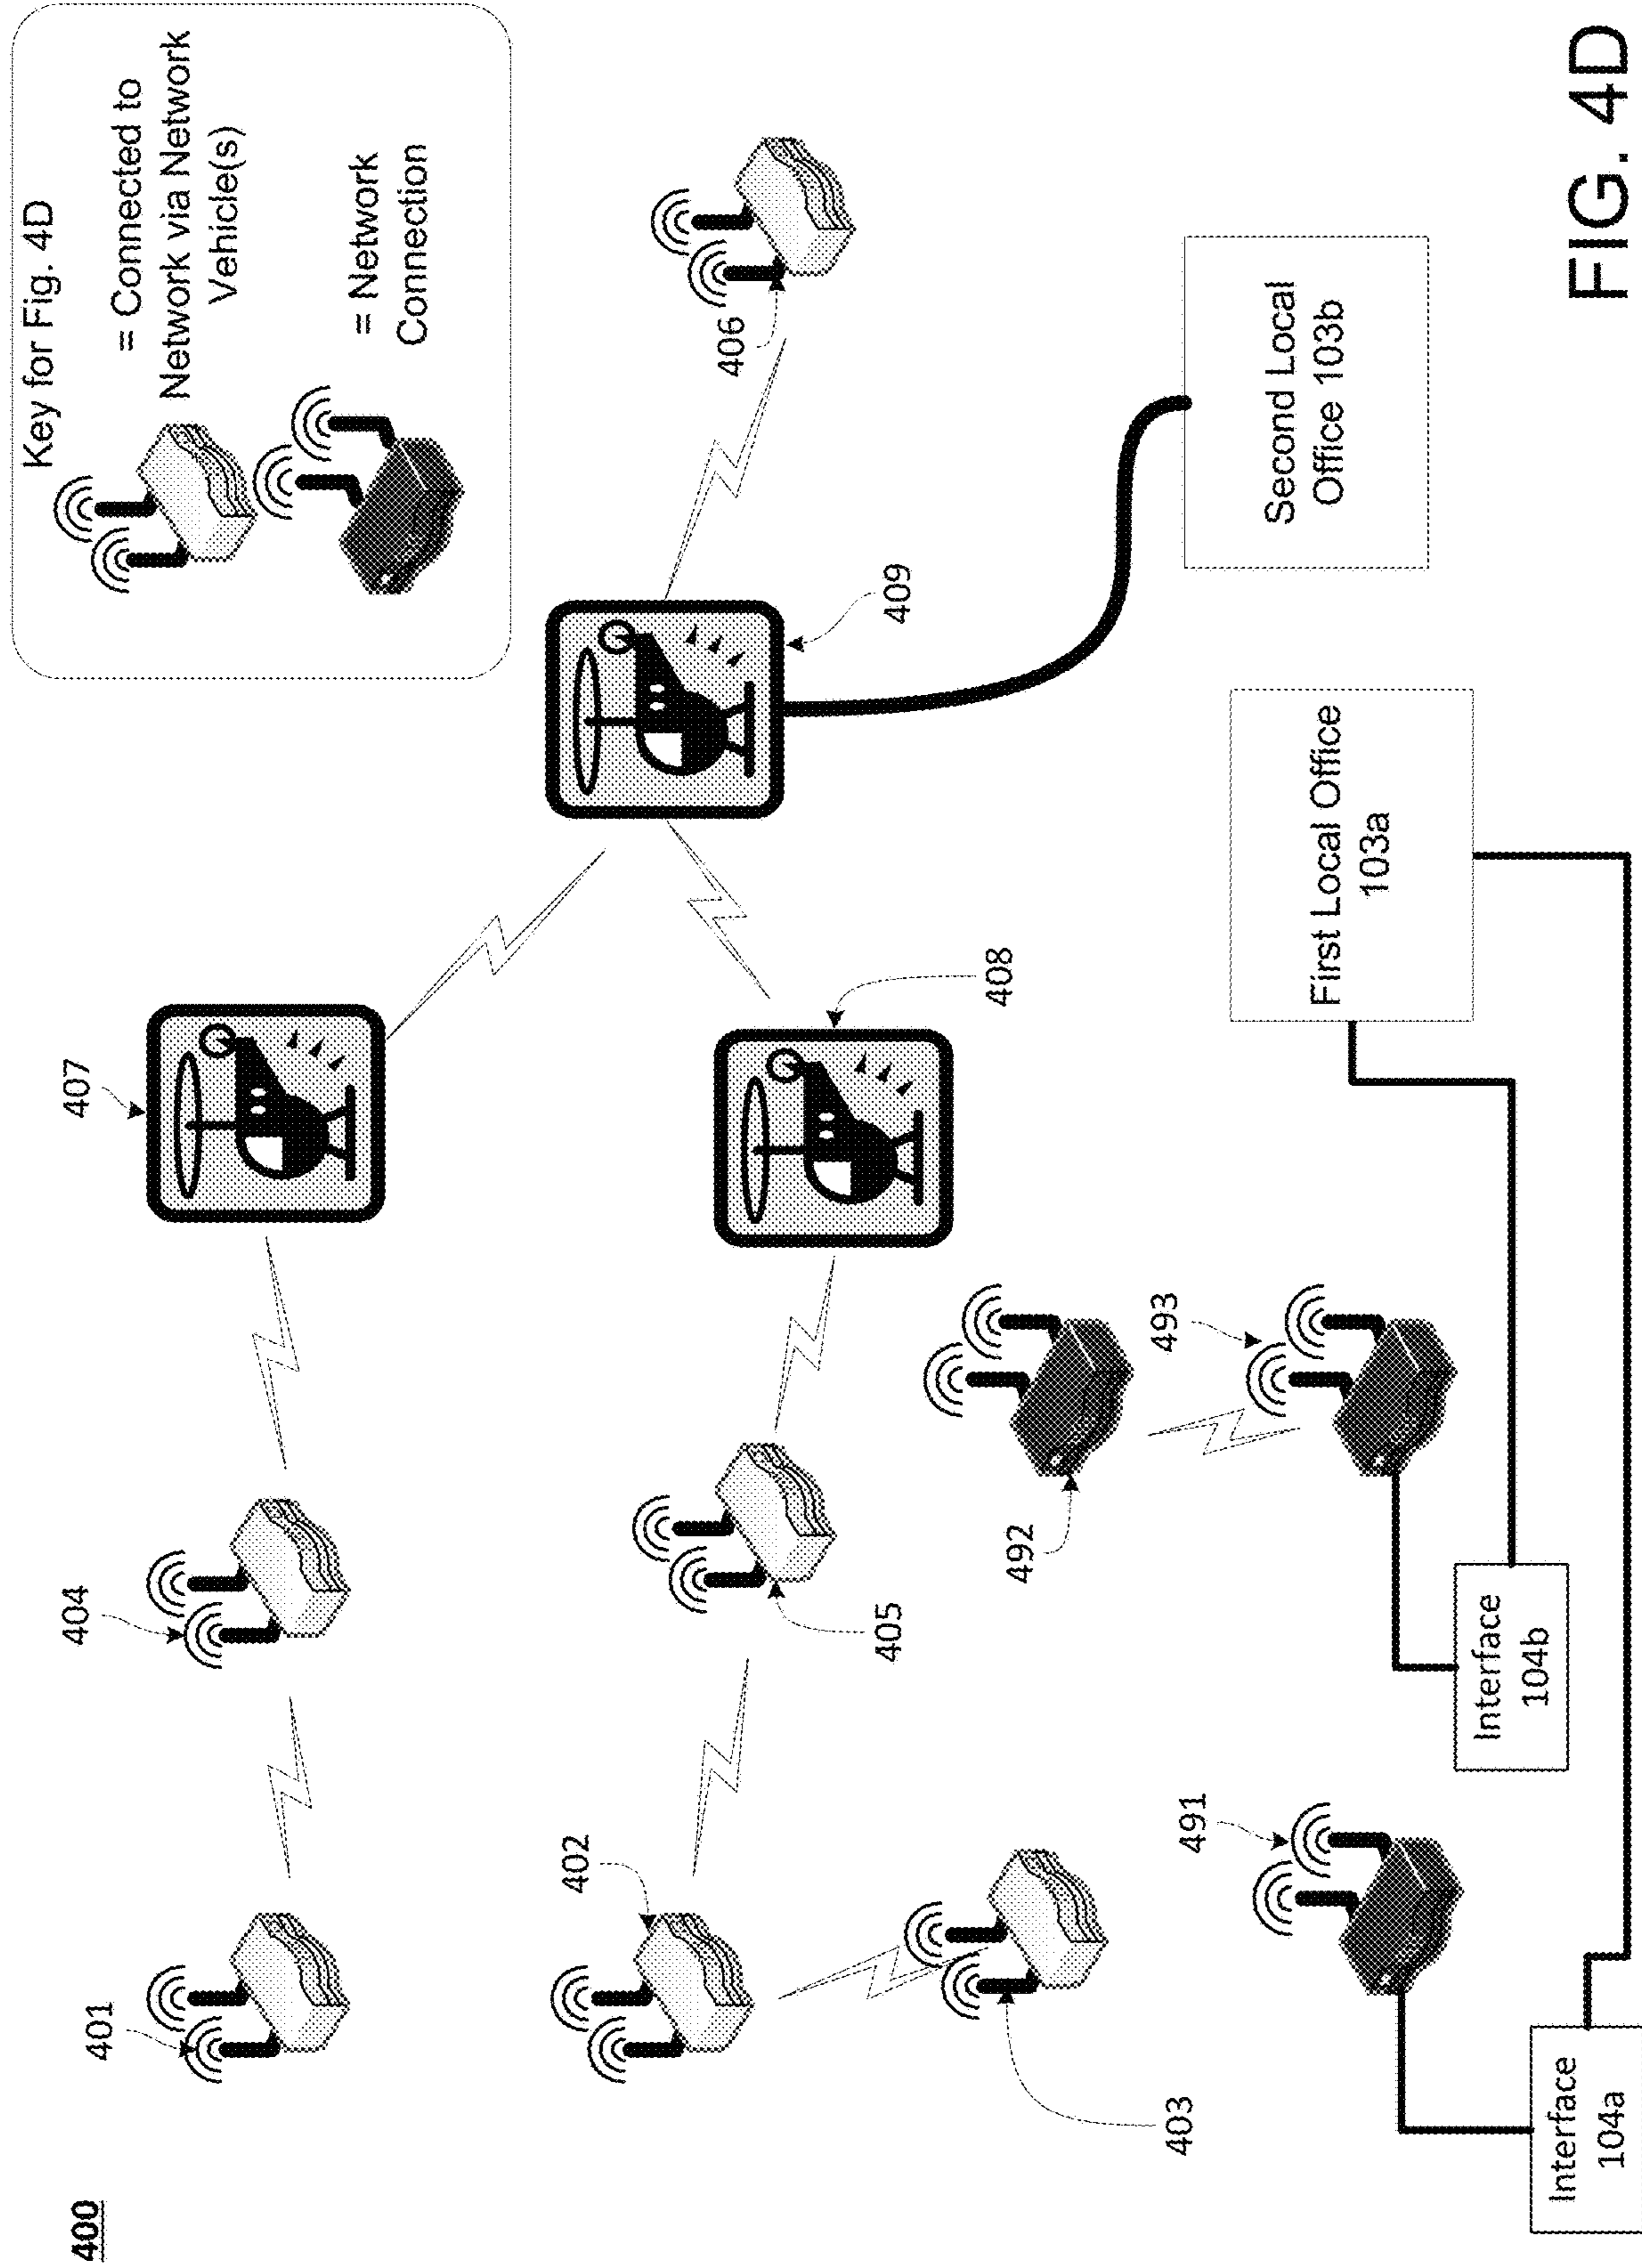 400
Key for Fig. 4D
= Connected to
Network via Network
Vehicle(s)
= Network
Connection
401
404
407
402
405
408
409
406
403
492
493
491
Second Local
Office 103b
First Local Office
103a
Interface
104b
Interface
104a
FIG. 4D